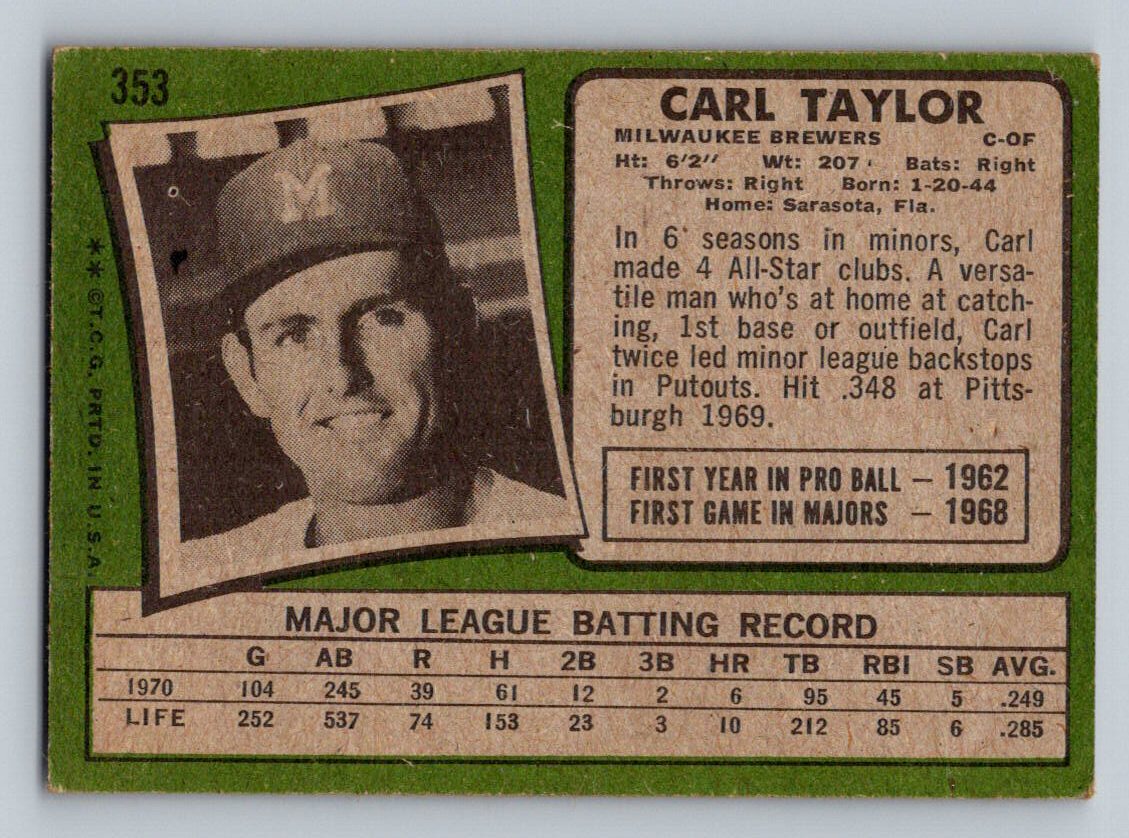 353
M
** ©T.C.G. PRTD. IN U.S.A.
CARL TAYLOR
MILWAUKEE BREWERS C-OF
Ht: 6'2" Wt: 207 Bats: Right
Throws: Right Born: 1-20-44
Home: Sarasota, Fla.
In 6 seasons in minors, Carl
made 4 All-Star clubs. A versa-
tile man who's at home at catch-
ing, 1st base or outfield, Carl
twice led minor league backstops
in Putouts. Hit .348 at Pitts-
burgh 1969.
FIRST YEAR IN PRO BALL — 1962
FIRST GAME IN MAJORS — 1968
MAJOR LEAGUE BATTING RECORD
G AB R H 2B 3B HR TB RBI SB AVG.
1970 104 245 39 61 12 2 6 95 45 5 .249
LIFE 252 537 74 153 23 3 10 212 85 6 .285